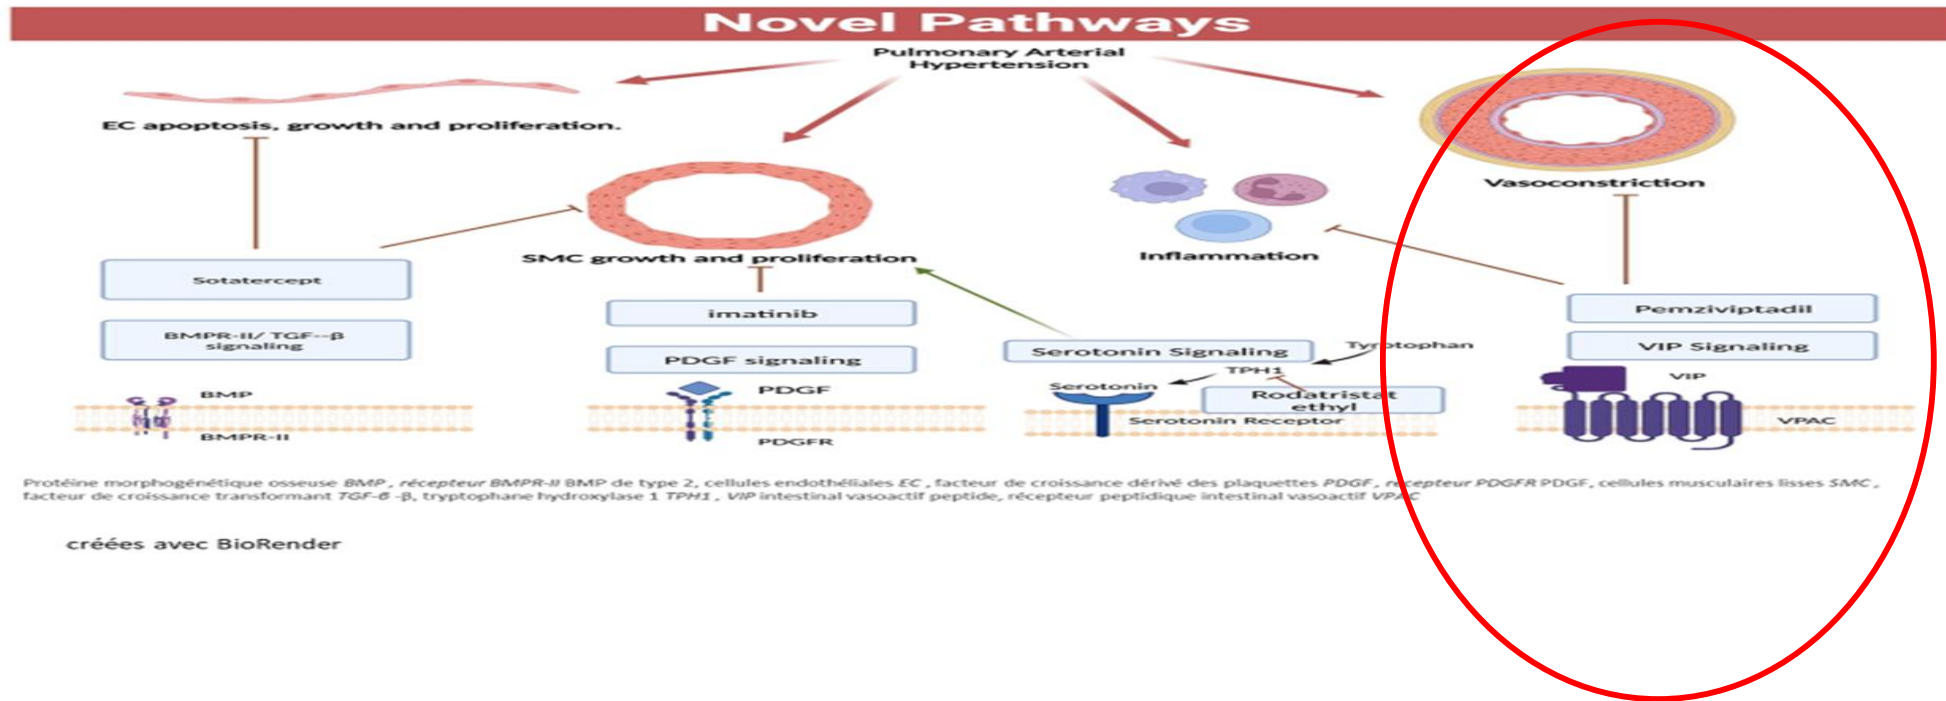 Novel Pathways
Pulmonary Arterial
Hypertension
EC apoptosis, growth and proliferation.
Vasoconstriction
SMC growth and proliferation
Inflammation
Sotatercept
BMPR-II/ TGF--β
signaling
BMP
BMPR-II
imatinib
PDGF signaling
PDGF
PDGFR
Serotonin Signaling
Tyrotophan
TPH1
Serotonin
Rodatristat
ethyl
Serotonin Receptor
Pemziviptadil
VIP Signaling
VIP
VPAC
Protéine morphogénétique osseuse BMP , récepteur BMPR-II BMP de type 2, cellules endothéliales EC , facteur de croissance dérivé des plaquettes PDGF , récepteur PDGFR PDGF, cellules musculaires lisses SMC ,
facteur de croissance transformant TGF-β -β, tryptophane hydroxylase 1 TPH1 , VIP intestinal vasoactif peptide, récepteur peptidique intestinal vasoactif VPAC
créées avec BioRender